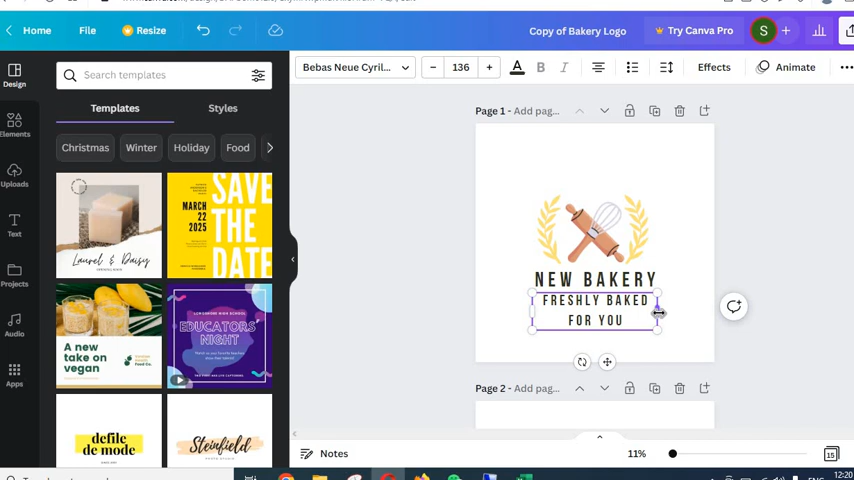 Home
File
Resize
Copy of Bakery Logo
Try Canva Pro
S
Design
Elements
Uploads
Text
Projects
Audio
Apps
Search templates
Templates
Styles
Christmas
Winter
Holiday
Food
Laurel & Daisy
MARCH
22
2025
SAVE
THE
DATE
A new
take on
vegan
EDUCATORS'
NIGHT
defile
de mode
Steinfield
Bebas Neue Cyril...
136
A
B
I
Effects
Animate
Page 1 - Add pag...
NEW BAKERY
FRESHLY BAKED
FOR YOU
Page 2 - Add pag...
Notes
11%
15
12:20